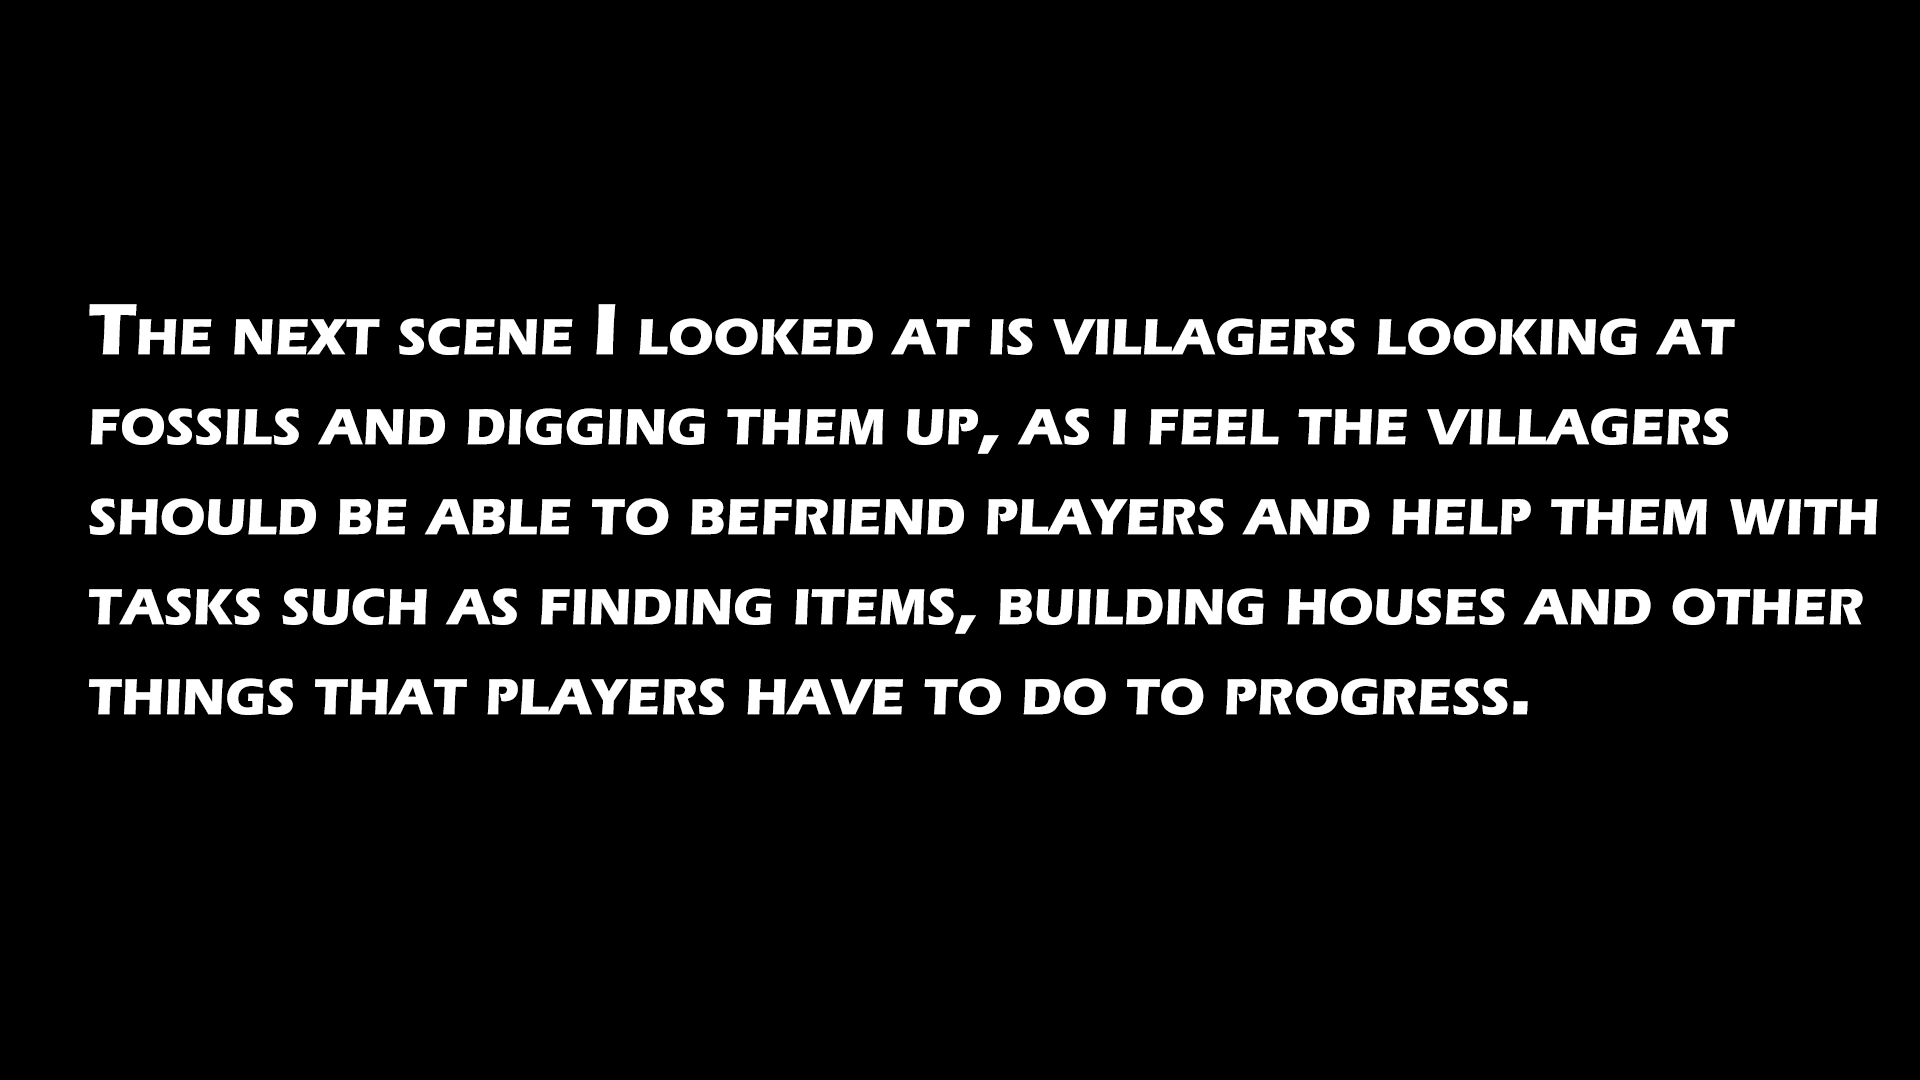 The next scene I looked at is villagers looking at
fossils and digging them up, as i feel the villagers
should be able to befriend players and help them with
tasks such as finding items, building houses and other
things that players have to do to progress.